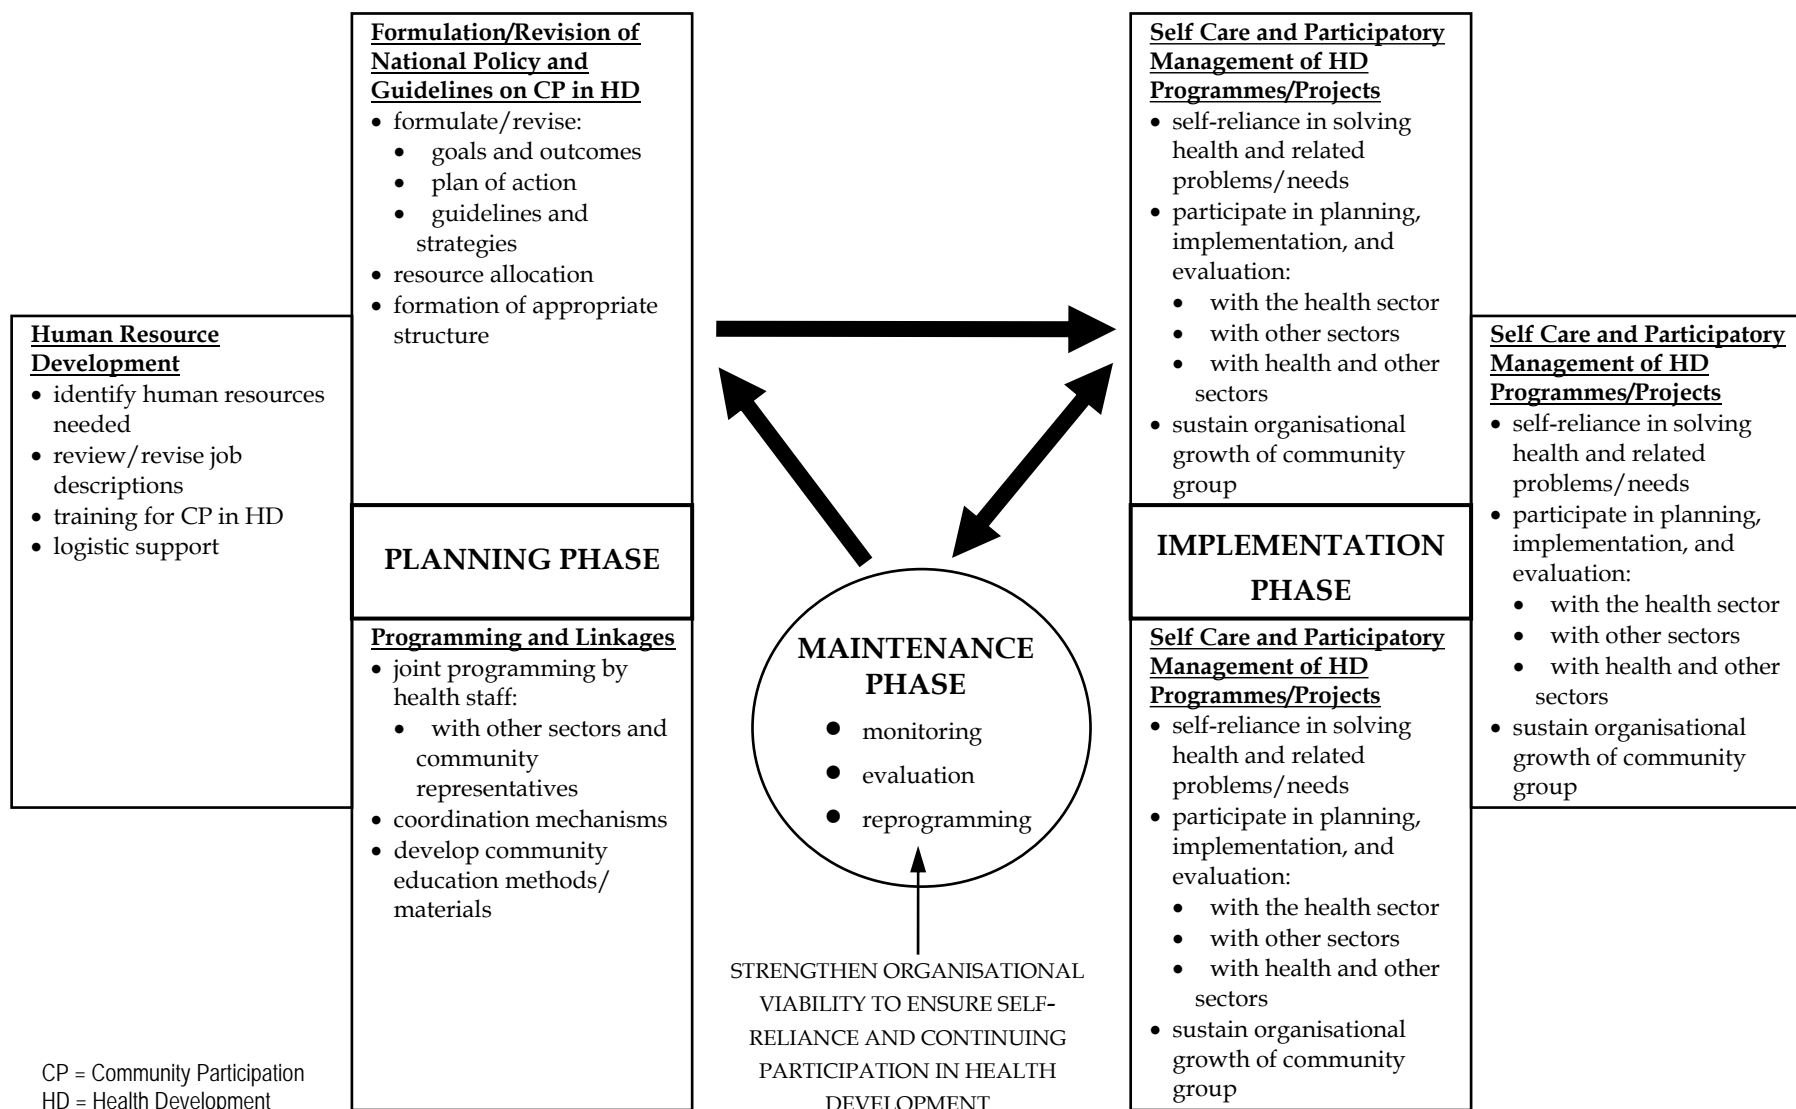 Formulation/Revision of
National Policy and
Guidelines on CP in HD
• formulate/revise:
• goals and outcomes
• plan of action
• guidelines and
strategies
• resource allocation
• formation of appropriate
structure
Human Resource
Development
• identify human resources
needed
• review/revise job
descriptions
• training for CP in HD
• logistic support
PLANNING PHASE
Programming and Linkages
• joint programming by
health staff:
• with other sectors and
community
representatives
• coordination mechanisms
• develop community
education methods/
materials
MAINTENANCE
PHASE
• monitoring
• evaluation
• reprogramming
STRENGTHEN ORGANISATIONAL
VIABILITY TO ENSURE SELF-
RELIANCE AND CONTINUING
PARTICIPATION IN HEALTH
DEVELOPMENT
Self Care and Participatory
Management of HD
Programmes/Projects
• self-reliance in solving
health and related
problems/needs
• participate in planning,
implementation, and
evaluation:
• with the health sector
• with other sectors
• with health and other
sectors
• sustain organisational
growth of community
group
IMPLEMENTATION
PHASE
Self Care and Participatory
Management of HD
Programmes/Projects
• self-reliance in solving
health and related
problems/needs
• participate in planning,
implementation, and
evaluation:
• with the health sector
• with other sectors
• with health and other
sectors
• sustain organisational
growth of community
group
Self Care and Participatory
Management of HD
Programmes/Projects
• self-reliance in solving
health and related
problems/needs
• participate in planning,
implementation, and
evaluation:
• with the health sector
• with other sectors
• with health and other
sectors
• sustain organisational
growth of community
group
CP = Community Participation
HD = Health Development